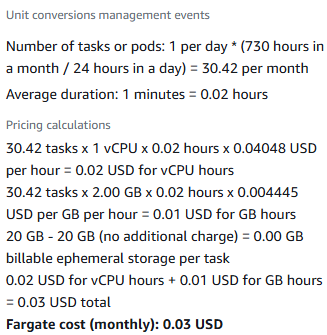 Unit conversions management events
Number of tasks or pods: 1 per day * (730 hours in
a month / 24 hours in a day) = 30.42 per month
Average duration: 1 minutes = 0.02 hours
Pricing calculations
30.42 tasks x 1 vCPU x 0.02 hours x 0.04048 USD
per hour = 0.02 USD for vCPU hours
30.42 tasks x 2.00 GB x 0.02 hours x 0.004445
USD per GB per hour = 0.01 USD for GB hours
20 GB - 20 GB (no additional charge) = 0.00 GB
billable ephemeral storage per task
0.02 USD for vCPU hours + 0.01 USD for GB hours
= 0.03 USD total
Fargate cost (monthly): 0.03 USD